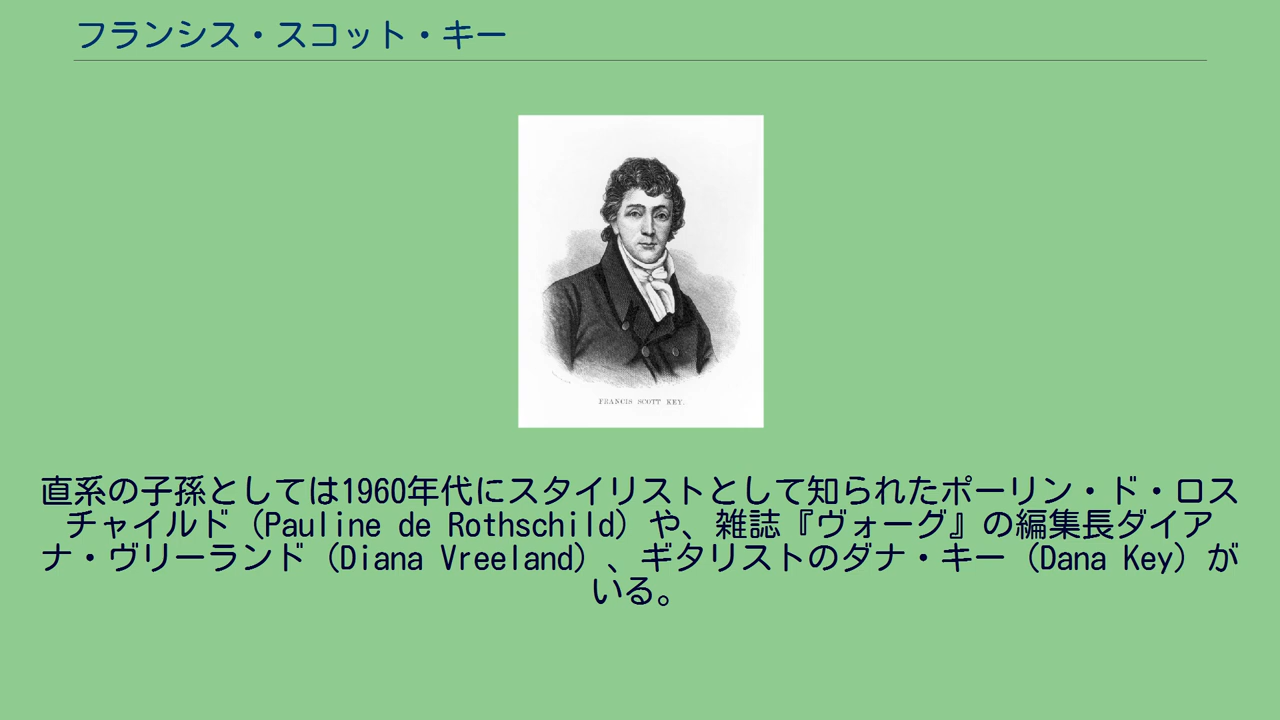 フランシス・スコット・キー
FRANCIS SCOTT KEY.
直系の子孫としては1960年代にスタイリストとして知られたポーリン・ド・ロス
チャイルド（Pauline de Rothschild）や、雑誌『ヴォーグ』の編集長ダイア
ナ・ヴリーランド（Diana Vreeland）、ギタリストのダナ・キー（Dana Key）が
いる。